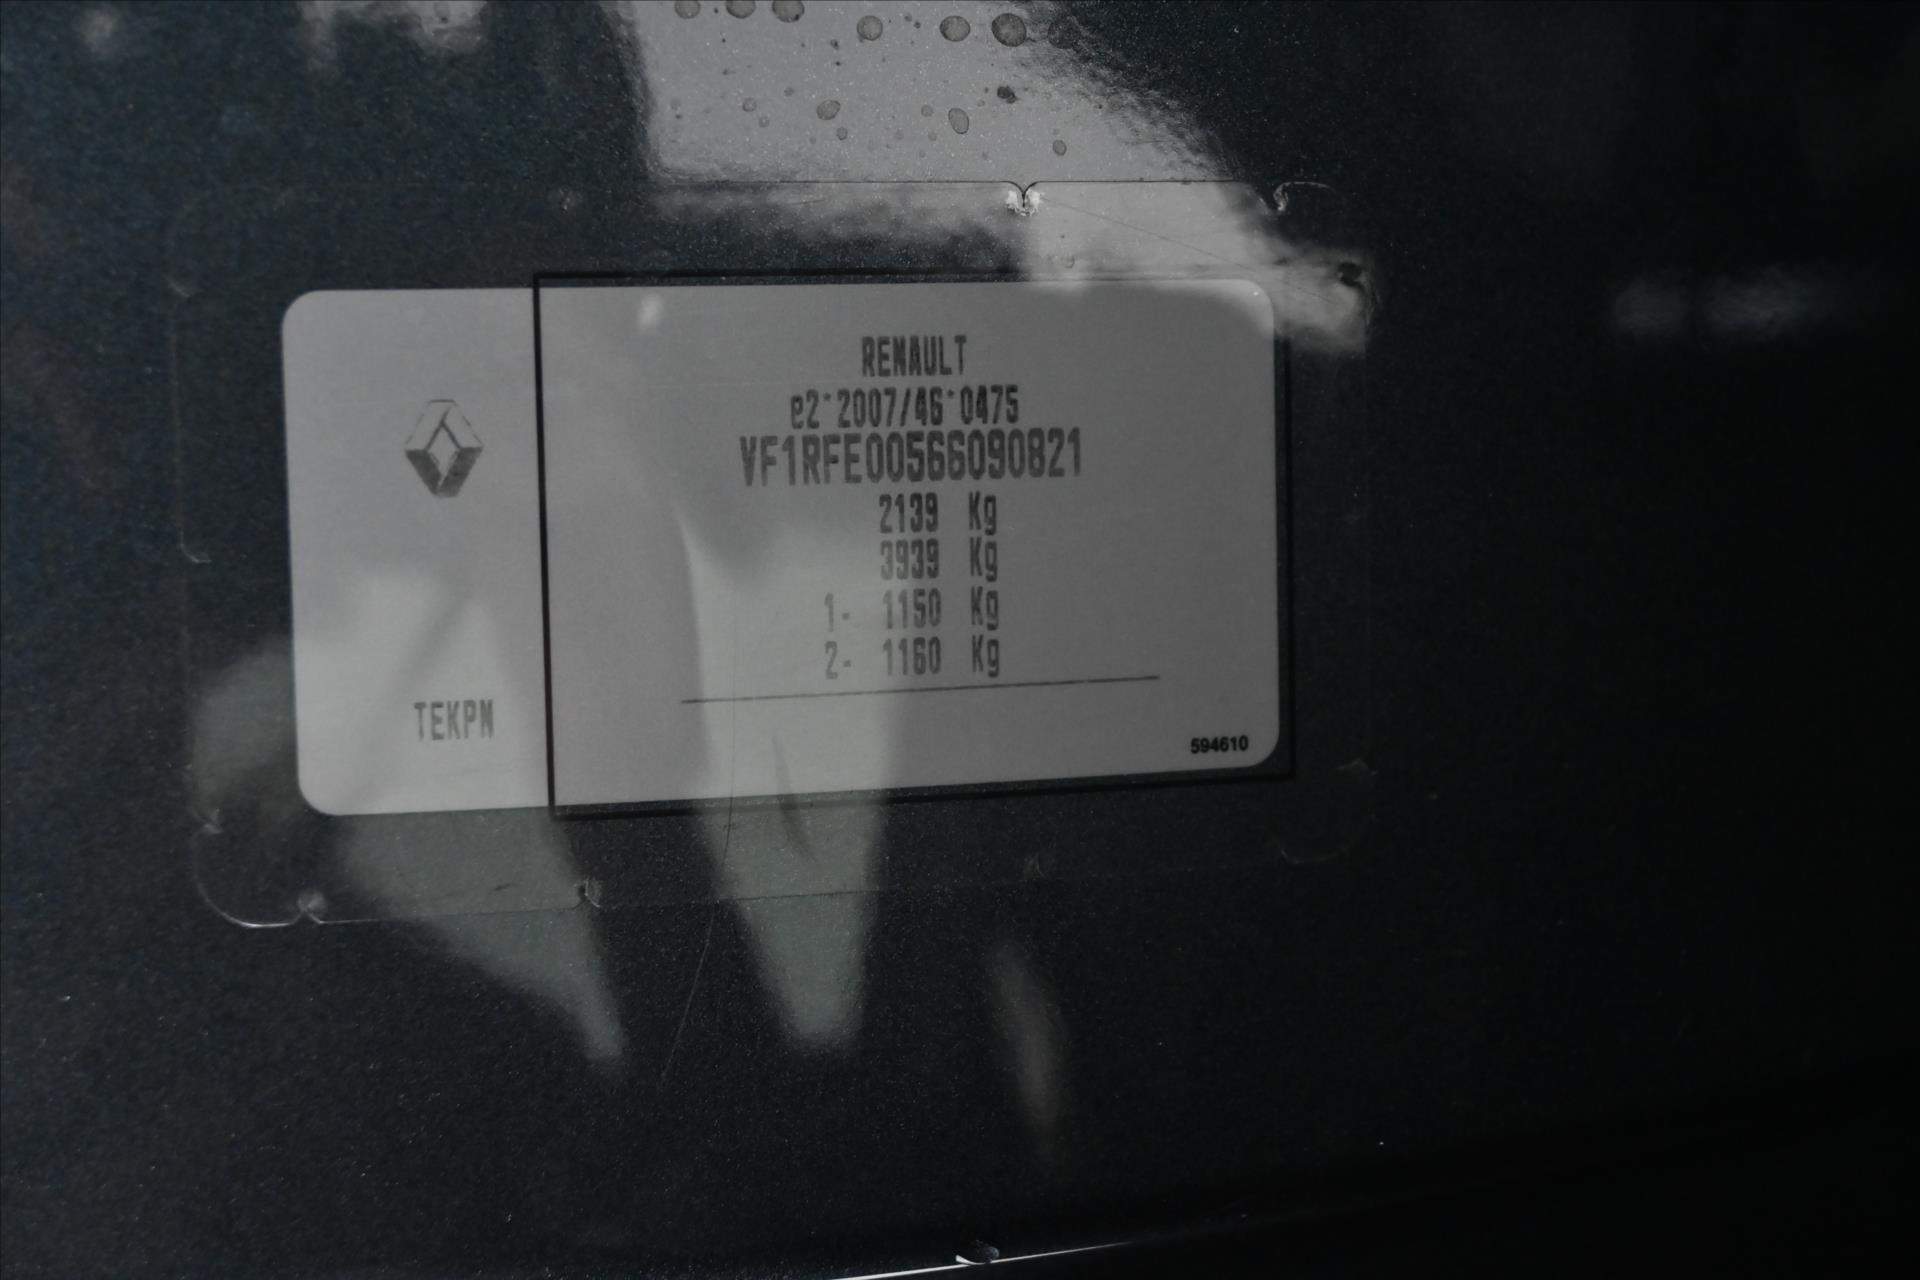 RENAULT
e2*2007/46*0475
VF1RFE00566090821
2139 Kg
3939 Kg
1- 1150 Kg
2- 1160 Kg
TEKPN
594610